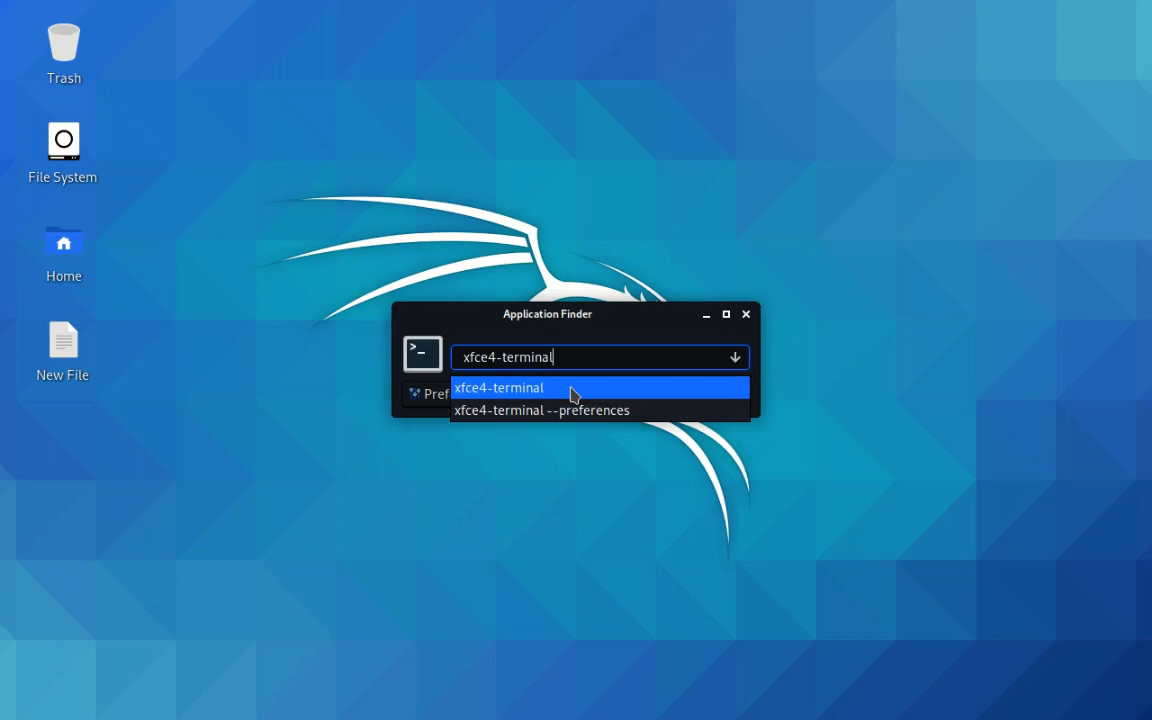 Trash
File System
Home
New File
Application Finder
>_
xfce4-terminal
Pref
xfce4-terminal
xfce4-terminal --preferences